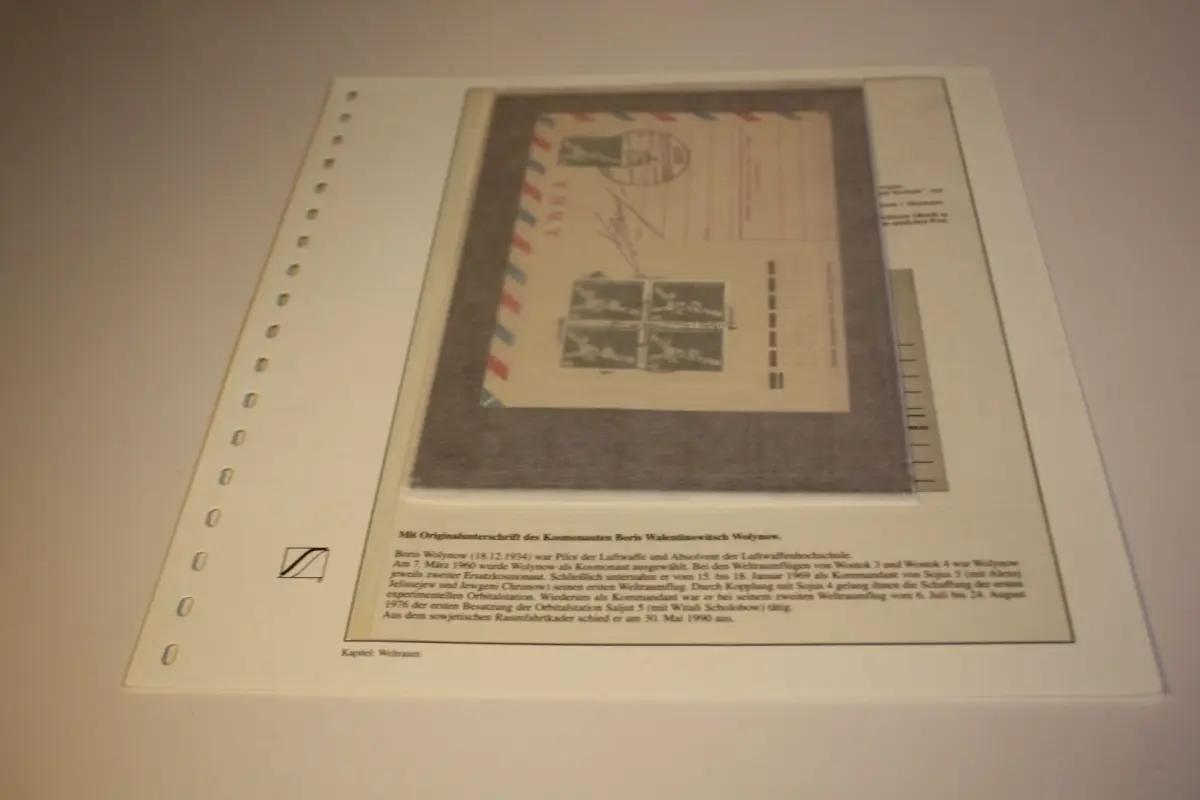 АВИА
Mit Originalunterschrift des Kosmonauten Boris Walentinowitsch Wolynow.
Boris Wolynow (18.12.1934) war Pilot der Luftwaffe und Absolvent der Luftwaffenhochschule.
Am 7. März 1960 wurde Wolynow als Kosmonaut ausgewählt. Bei den Weltraumflügen von Wostok 3 und Wostok 4 war Wolynow
jeweils zweiter Ersatzkosmonaut. Schließlich unternahm er vom 15. bis 18. Januar 1969 als Kommandant von Sojus 5 (mit Alexej
Jelissejew und Jewgeni Chrunow) seinen ersten Weltraumflug. Durch Kopplung mit Sojus 4 gelang ihnen die Schaffung der ersten
experimentellen Orbitalstation. Wiederum als Kommandant war er bei seinem zweiten Weltraumflug vom 6. Juli bis 24. August
1976 der ersten Besatzung der Orbitalstation Saljut 5 (mit Witali Scholobow) tätig.
Aus dem sowjetischen Raumfahrtkader schied er am 30. Mai 1990 aus.
Kapitel: Weltraum